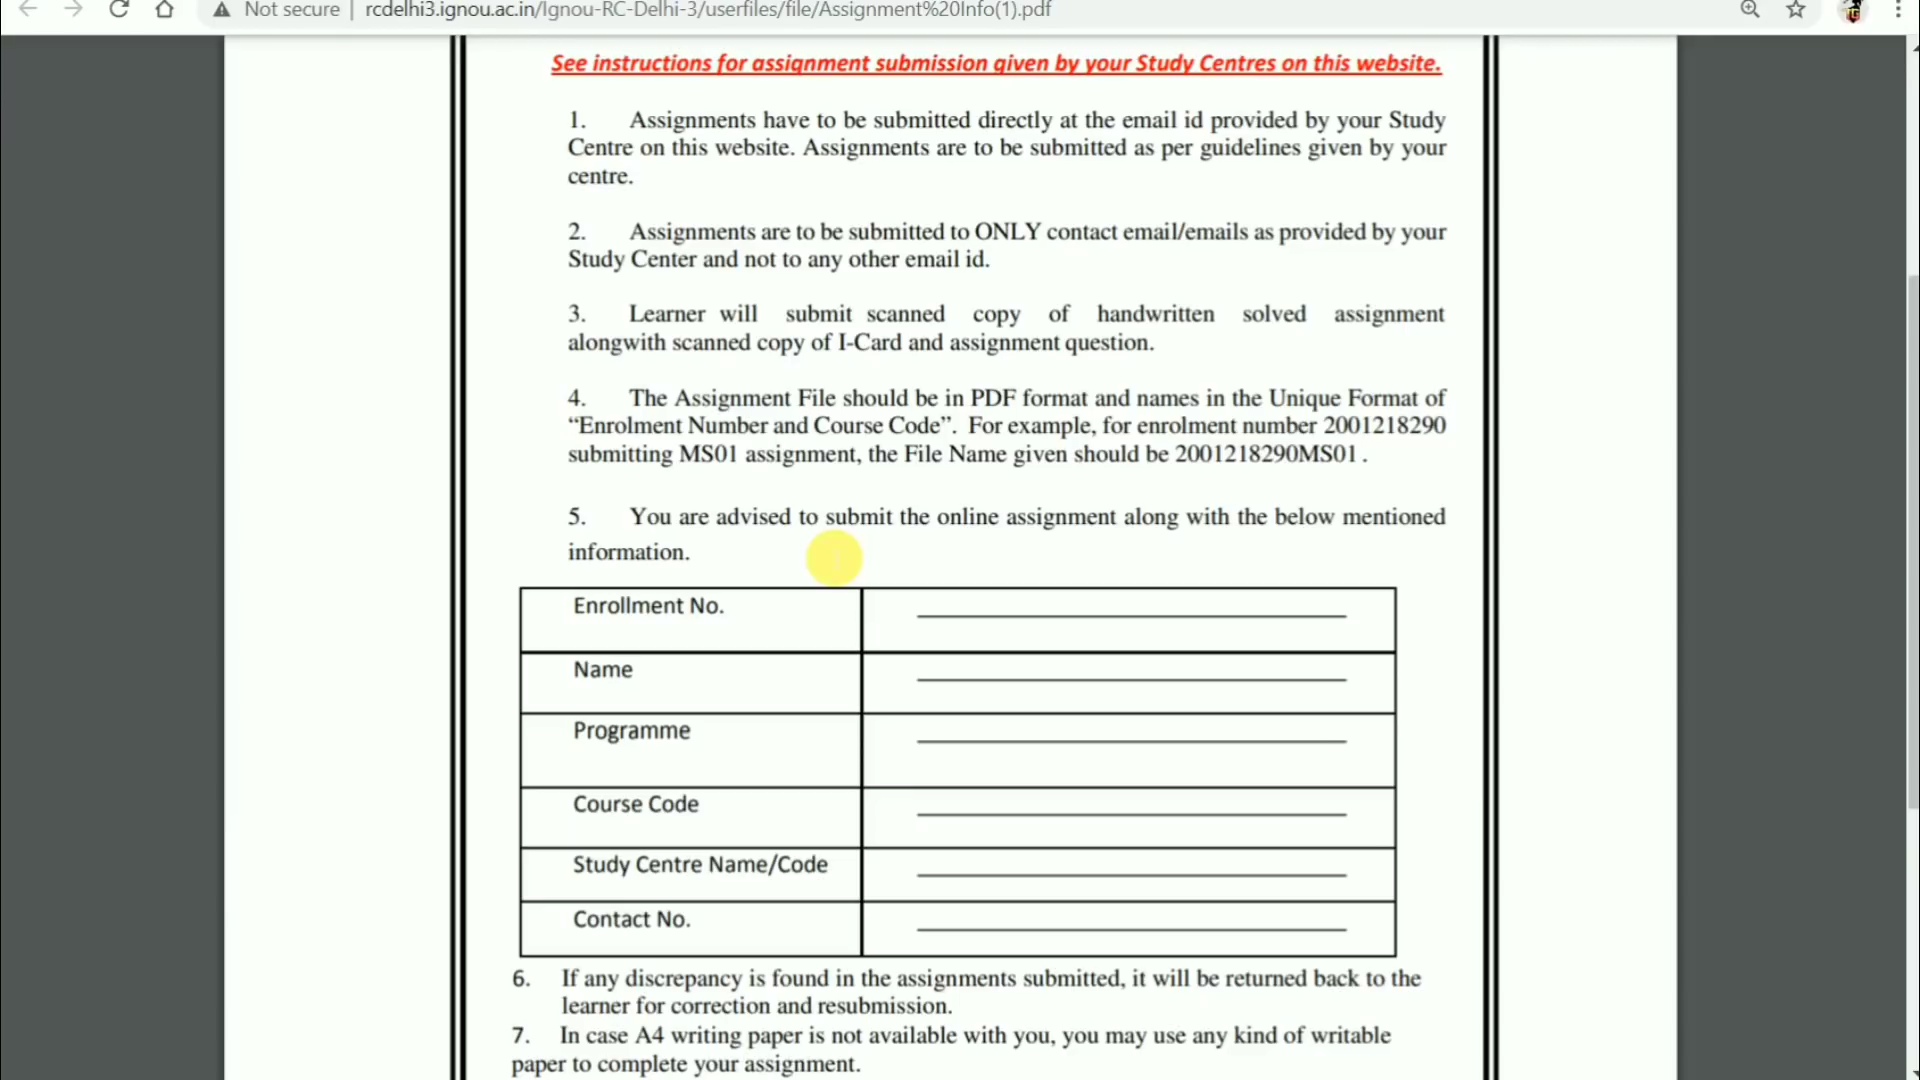 Not secure | rcdelhi3.ignou.ac.in/Ignou-RC-Delhi-3/userfiles/file/Assignment%20Info(1).pdf
See instructions for assignment submission given by your Study Centres on this website.
1. Assignments have to be submitted directly at the email id provided by your Study
Centre on this website. Assignments are to be submitted as per guidelines given by your
centre.
2. Assignments are to be submitted to ONLY contact email/emails as provided by your
Study Center and not to any other email id.
3. Learner will submit scanned copy of handwritten solved assignment
alongwith scanned copy of I-Card and assignment question.
4. The Assignment File should be in PDF format and names in the Unique Format of
“Enrolment Number and Course Code”. For example, for enrolment number 2001218290
submitting MS01 assignment, the File Name given should be 2001218290MS01 .
5. You are advised to submit the online assignment along with the below mentioned
information.
Enrollment No.
Name
Programme
Course Code
Study Centre Name/Code
Contact No.
6. If any discrepancy is found in the assignments submitted, it will be returned back to the
learner for correction and resubmission.
7. In case A4 writing paper is not available with you, you may use any kind of writable
paper to complete your assignment.